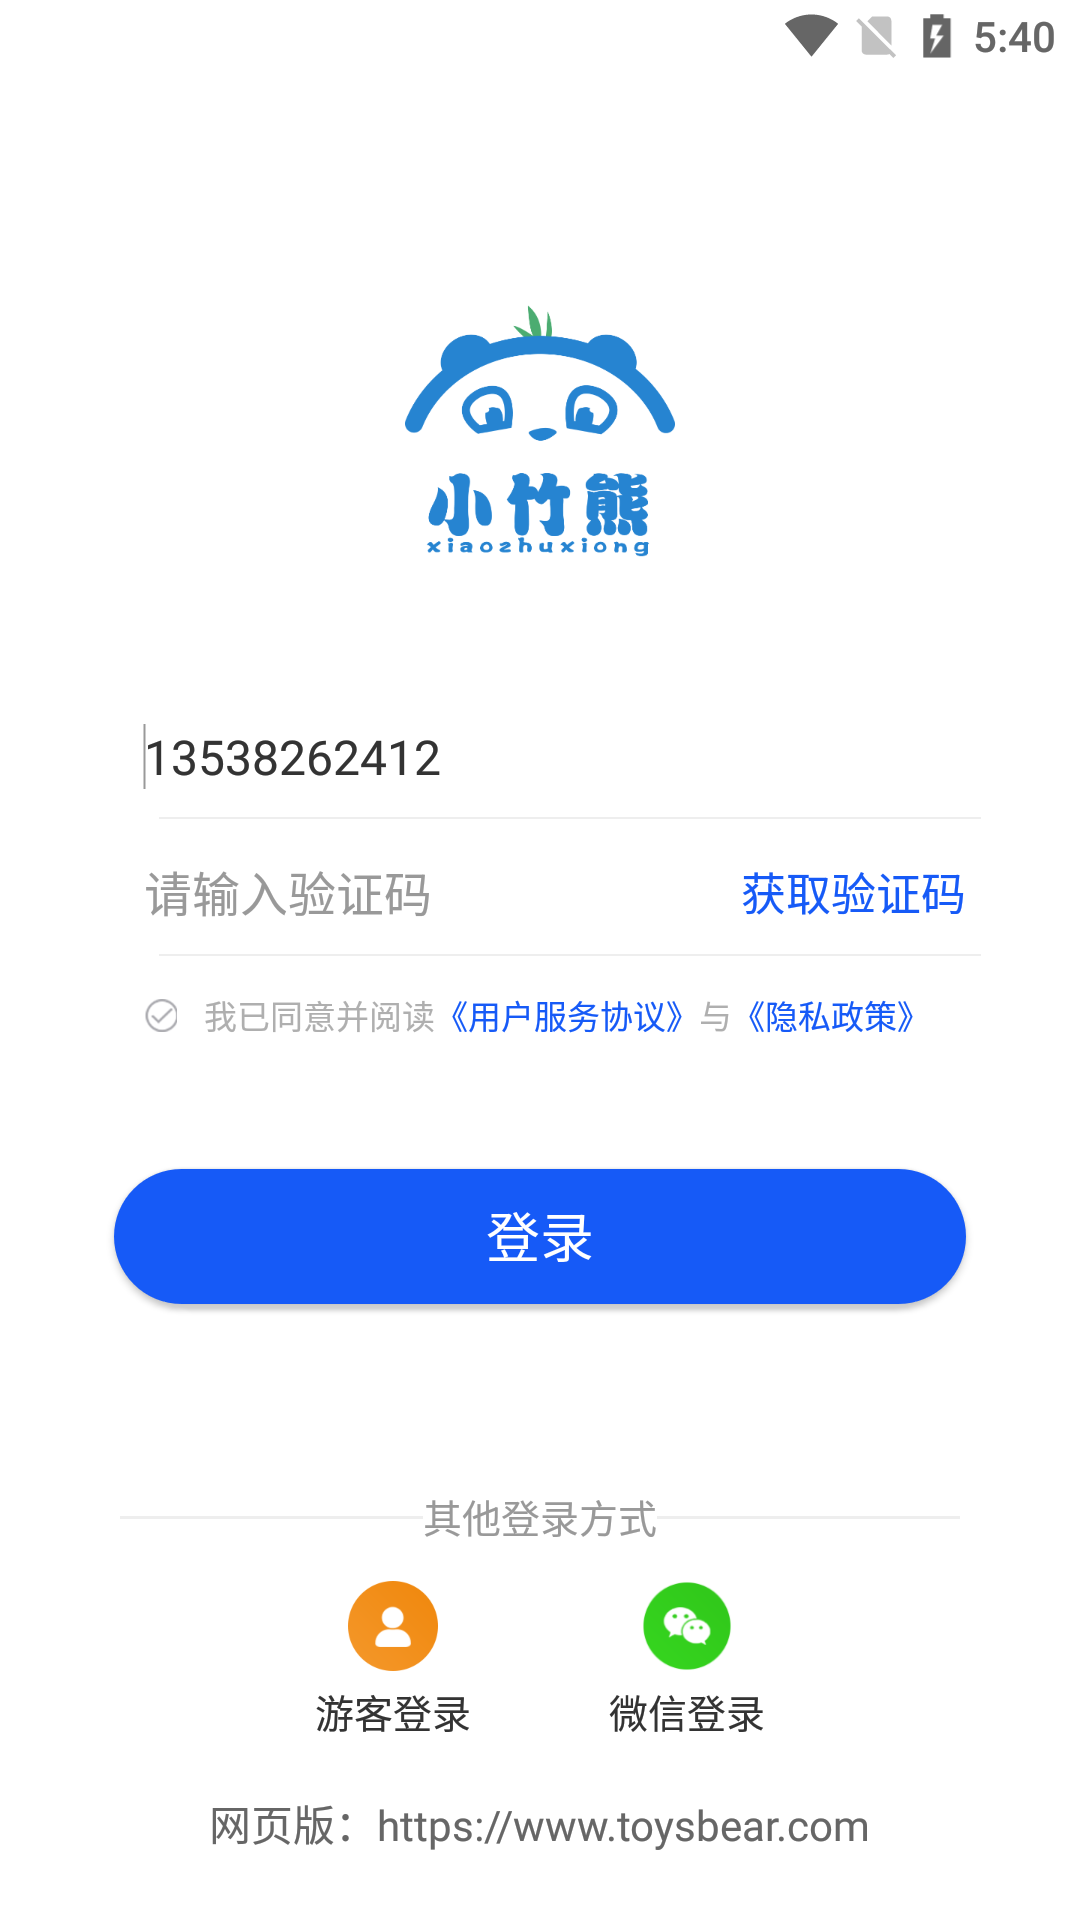 5:40
小竹熊
xiaozhuxiong
13538262412
请输入验证码 获取验证码
我已同意并阅读《用户服务协议》与《隐私政策》
登录
其他登录方式
游客登录 微信登录
网页版：https://www.toysbear.com